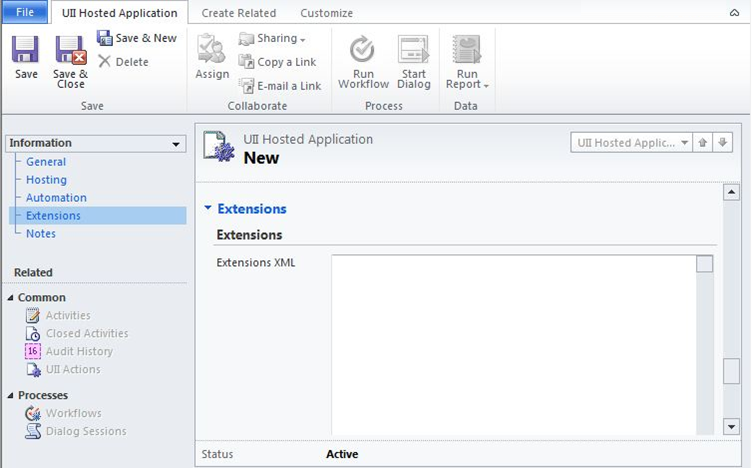 File
UII Hosted Application
Create Related
Customize
Save
Save & Close
Save & New
Delete
Save
Assign
Sharing
Copy a Link
E-mail a Link
Collaborate
Run Workflow
Start Dialog
Process
Run Report
Data
Information
General
Hosting
Automation
Extensions
Notes
Related
Common
Activities
Closed Activities
16
Audit History
UII Actions
Processes
Workflows
Dialog Sessions
UII Hosted Application
New
UII Hosted Applic...
Extensions
Extensions
Extensions XML
Status
Active